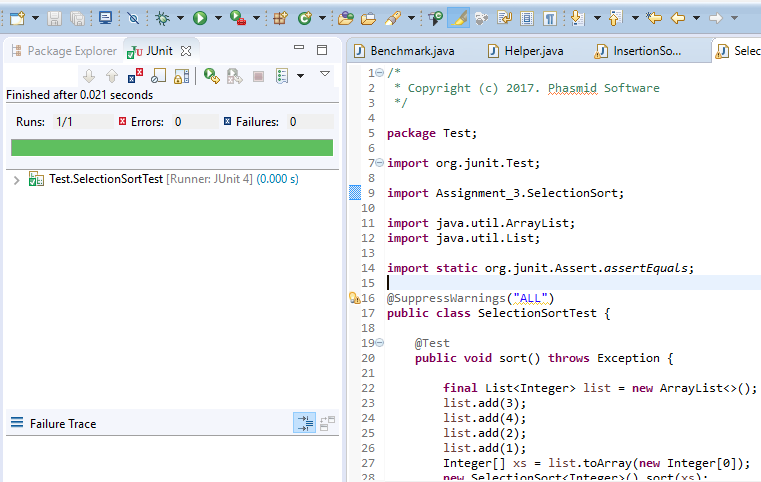 Package Explorer JUnit
Finished after 0.021 seconds
Runs: 1/1 Errors: 0 Failures: 0
Test.SelectionSortTest [Runner: JUnit 4] (0.000 s)
Failure Trace
Benchmark.java Helper.java InsertionSo... Selec
1 /*
2 * Copyright (c) 2017. Phasmid Software
3 */
4
5 package Test;
6
7 import org.junit.Test;
8
9 import Assignment_3.SelectionSort;
10
11 import java.util.ArrayList;
12 import java.util.List;
13
14 import static org.junit.Assert.assertEquals;
15
16 @SuppressWarnings("ALL")
17 public class SelectionSortTest {
18
19 @Test
20 public void sort() throws Exception {
21
22 final List<Integer> list = new ArrayList<>();
23 list.add(3);
24 list.add(4);
25 list.add(2);
26 list.add(1);
27 Integer[] xs = list.toArray(new Integer[0]);
28 new SelectionSort<Integer>().sort(xs);